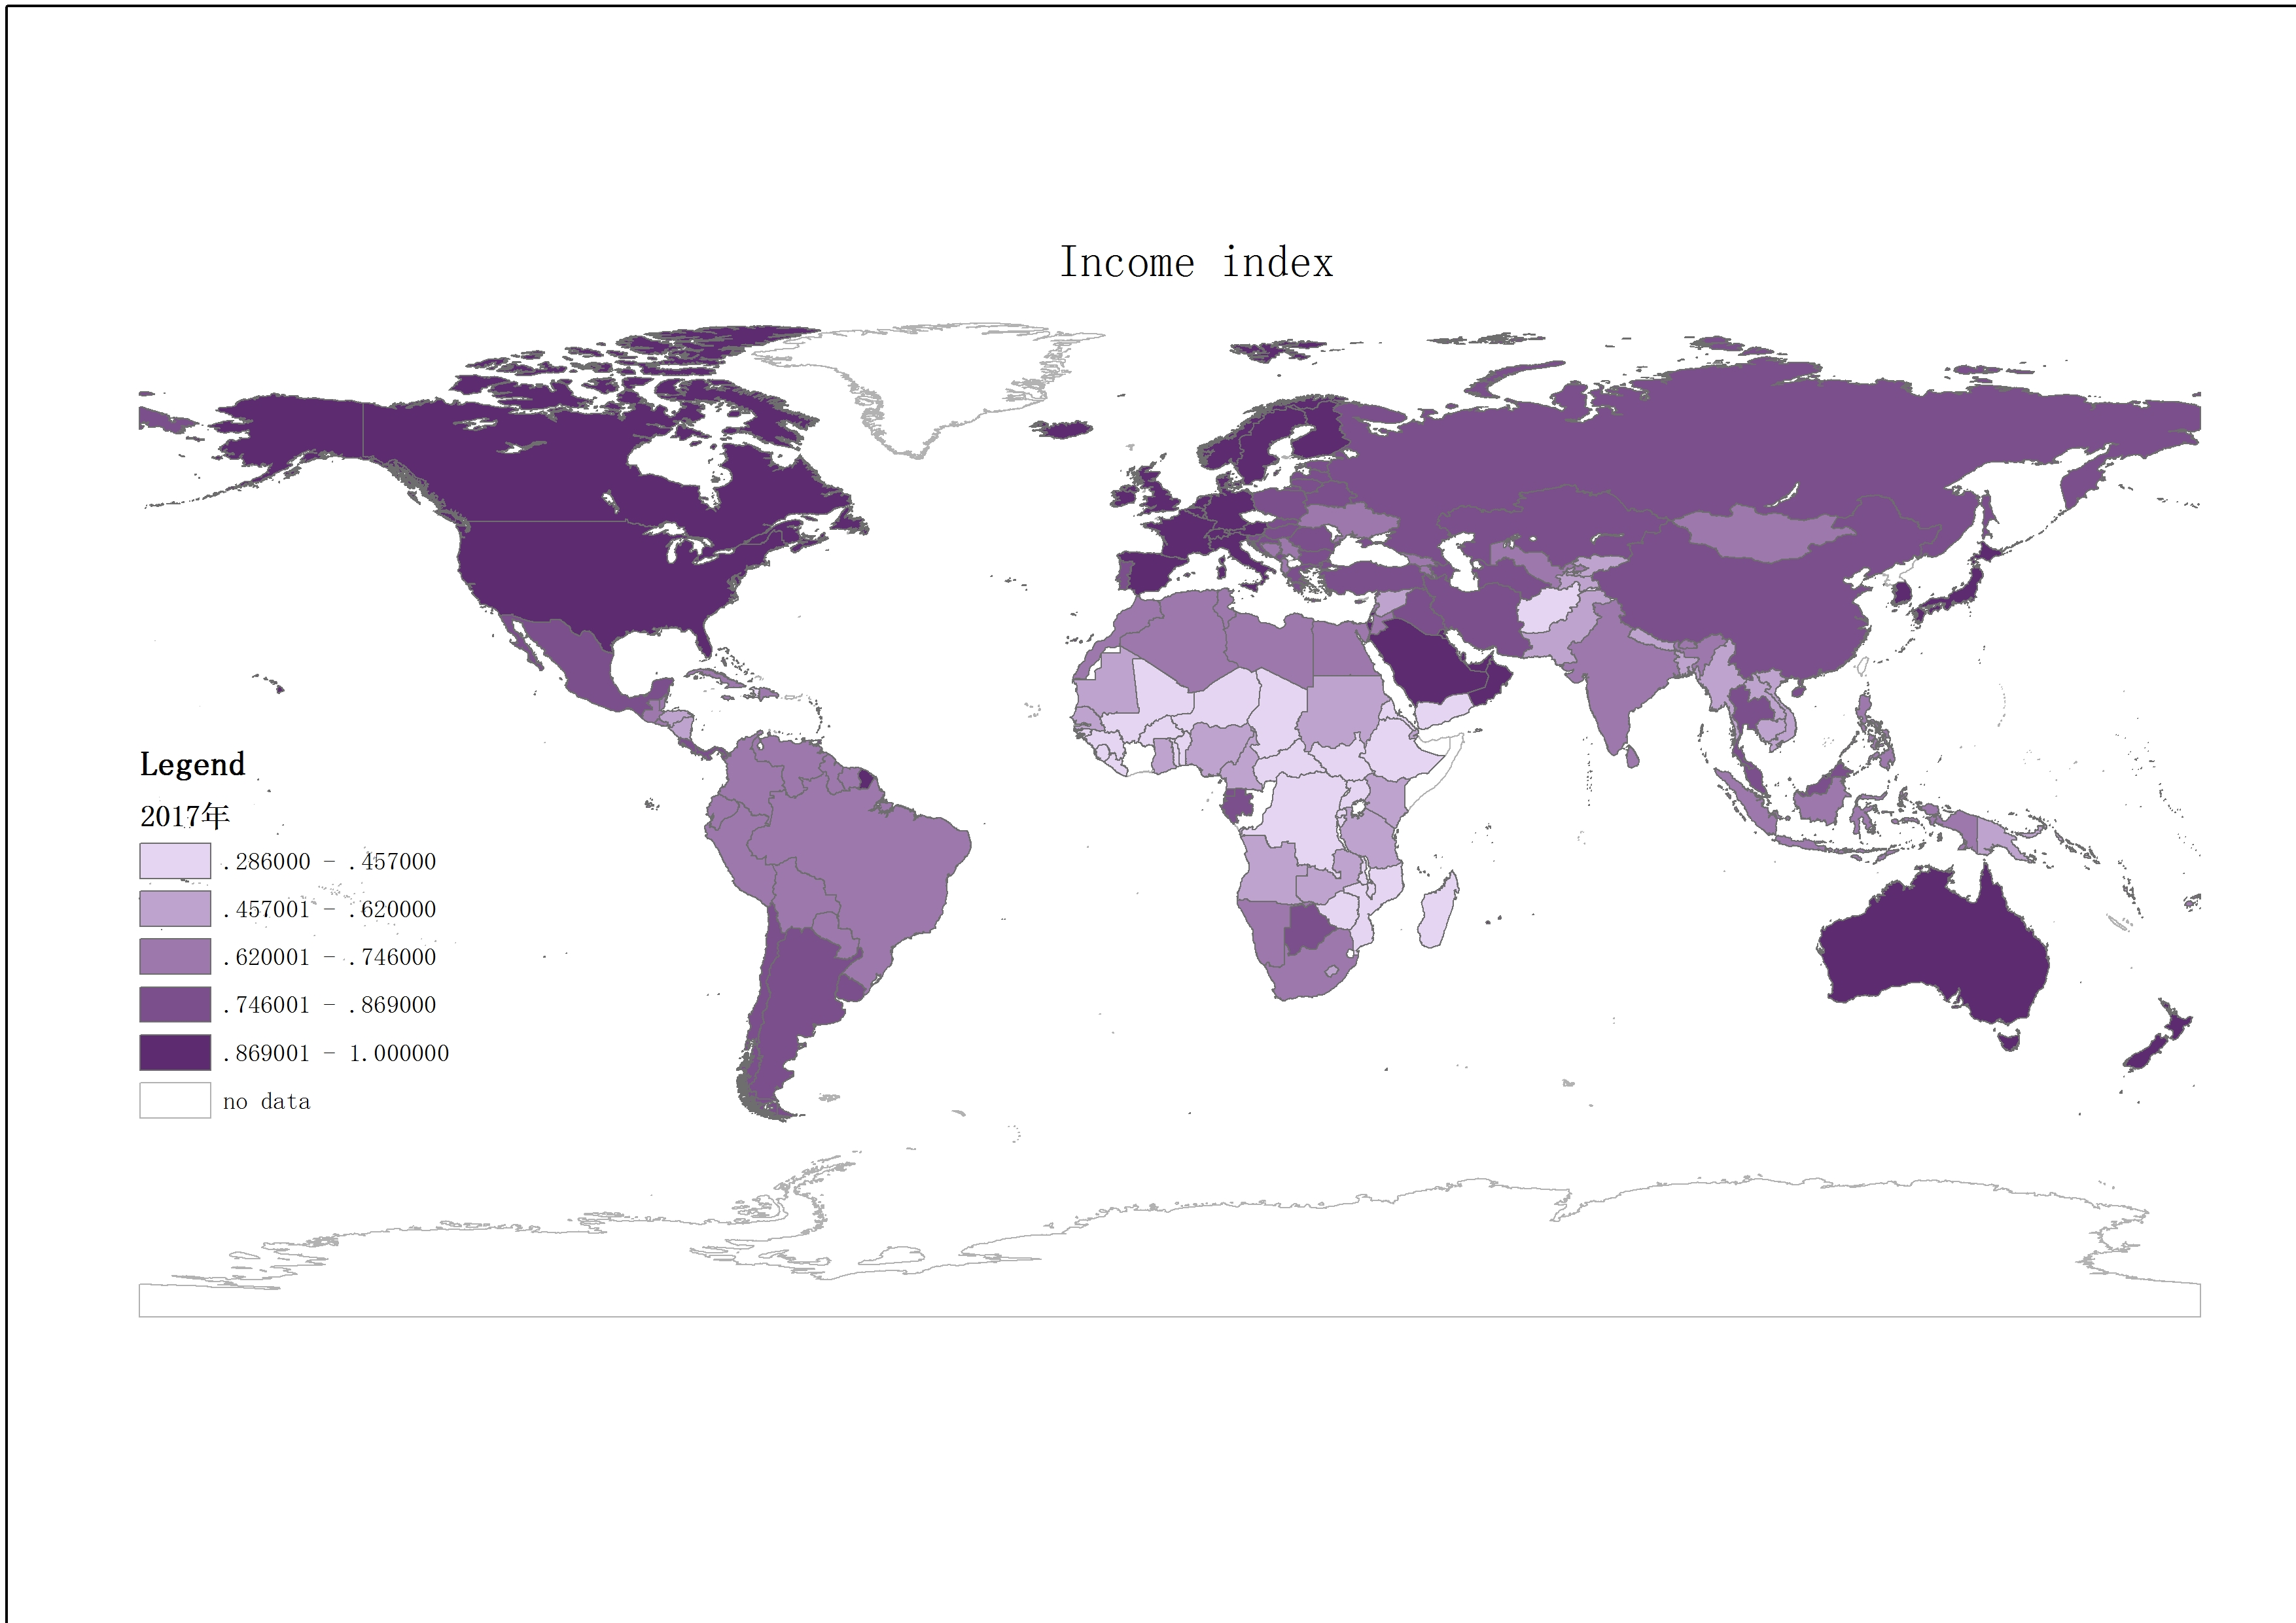 Income index
Legend
2017年
.286000 - .457000
.457001 - .620000
.620001 - .746000
.746001 - .869000
.869001 - 1.000000
no data